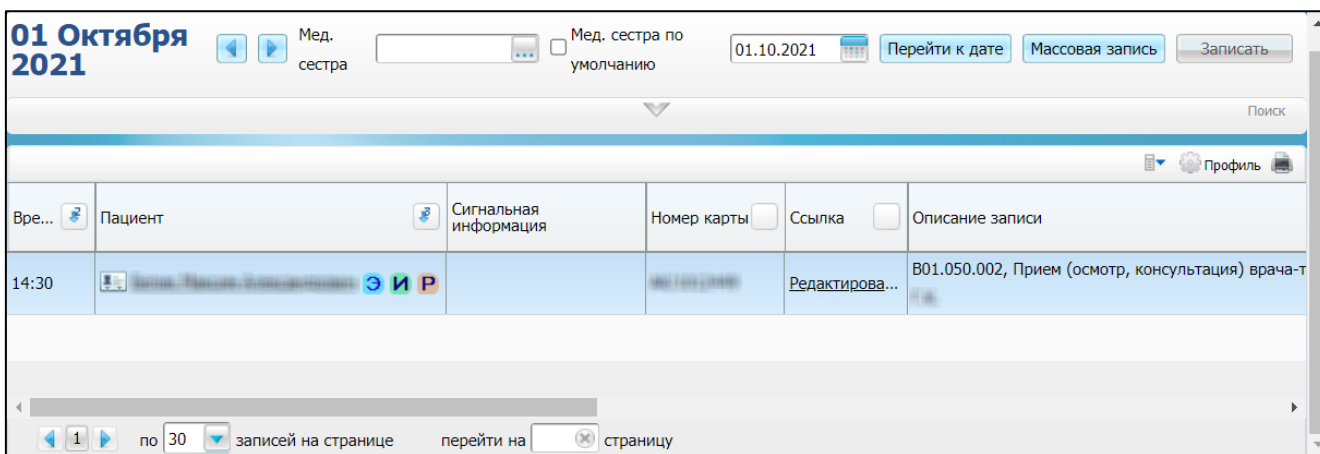 01 Октября
2021
Мед.
сестра
...
Мед. сестра по
умолчанию
01.10.2021
Перейти к дате
Массовая запись
Записать
Поиск
Профиль
Вре...
Пациент
Сигнальная
информация
Номер карты
Ссылка
Описание записи
14:30
Э И Р
Редактирова...
B01.050.002, Прием (осмотр, консультация) врача-т
1
по 30 записей на странице
перейти на страницу